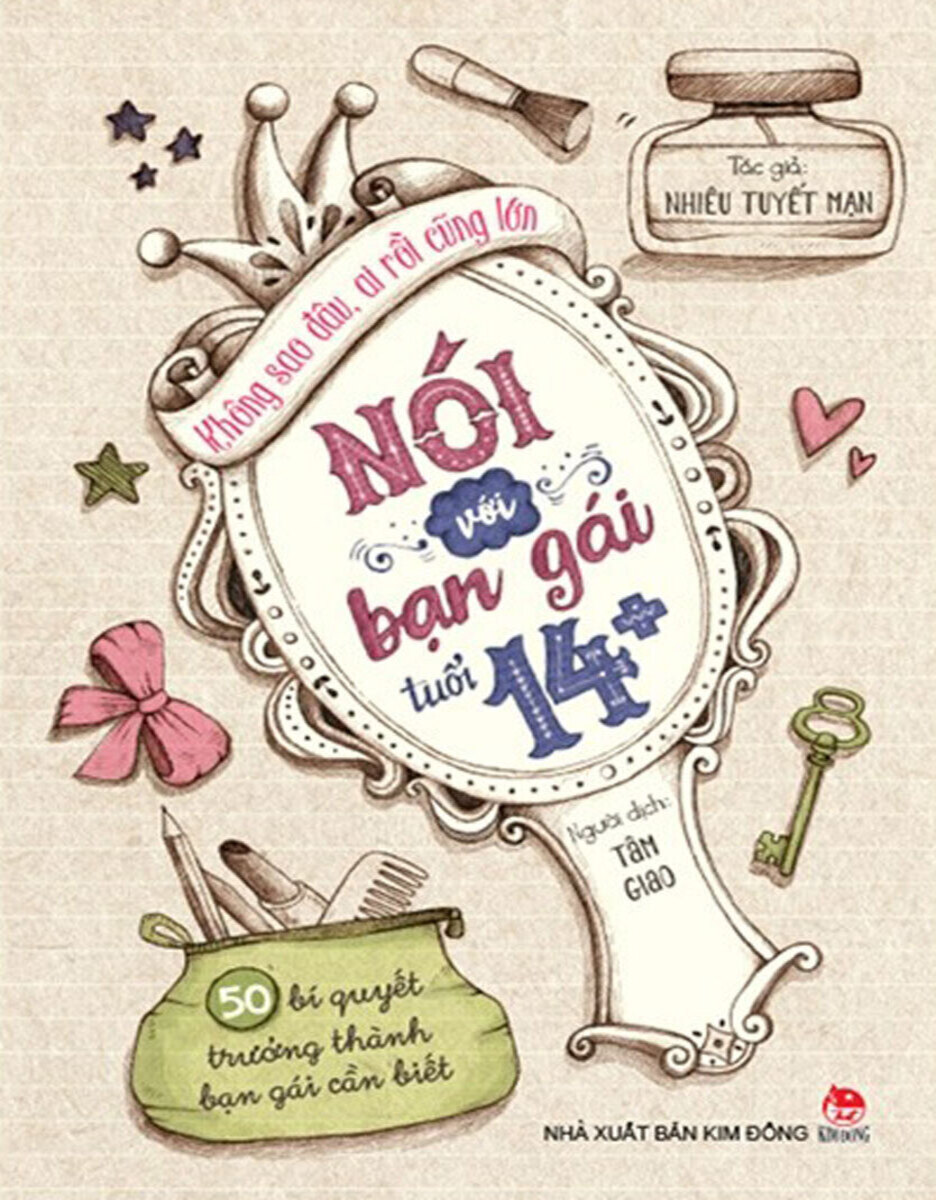 Tác giả:
NHIÊU TUYẾT MẠN
Không sao đâu, ai rồi cũng lớn
NÓI
với
bạn gái
tuổi 14+
Người dịch:
TÂM
GIAO
50 bí quyết
trưởng thành
bạn gái cần biết
NHÀ XUẤT BẢN KIM ĐỒNG
KIM ĐỒNG